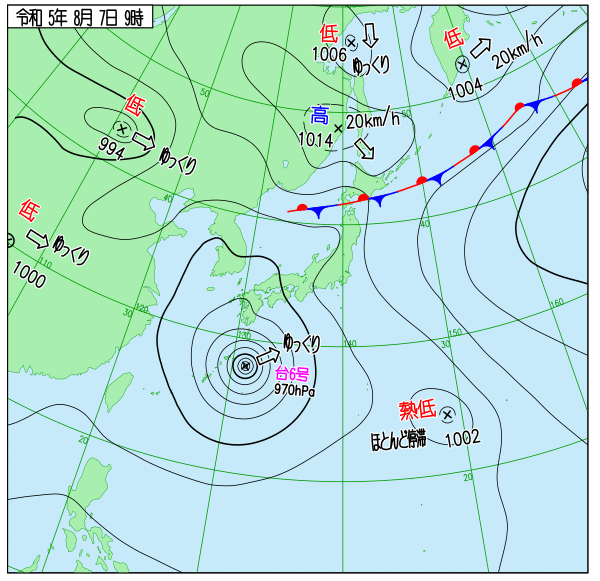 令和 5年 8月 7日 9時
低
1006
ゆっくり
低
20km/h
1004
低
994
ゆっくり
高
1014
20km/h
低
1000
ゆっくり
台6号
970hPa
ゆっくり
熱低
ほとんど停滞
1002
50
50
40
40
30
30
20
20
110
120
130
140
150
160